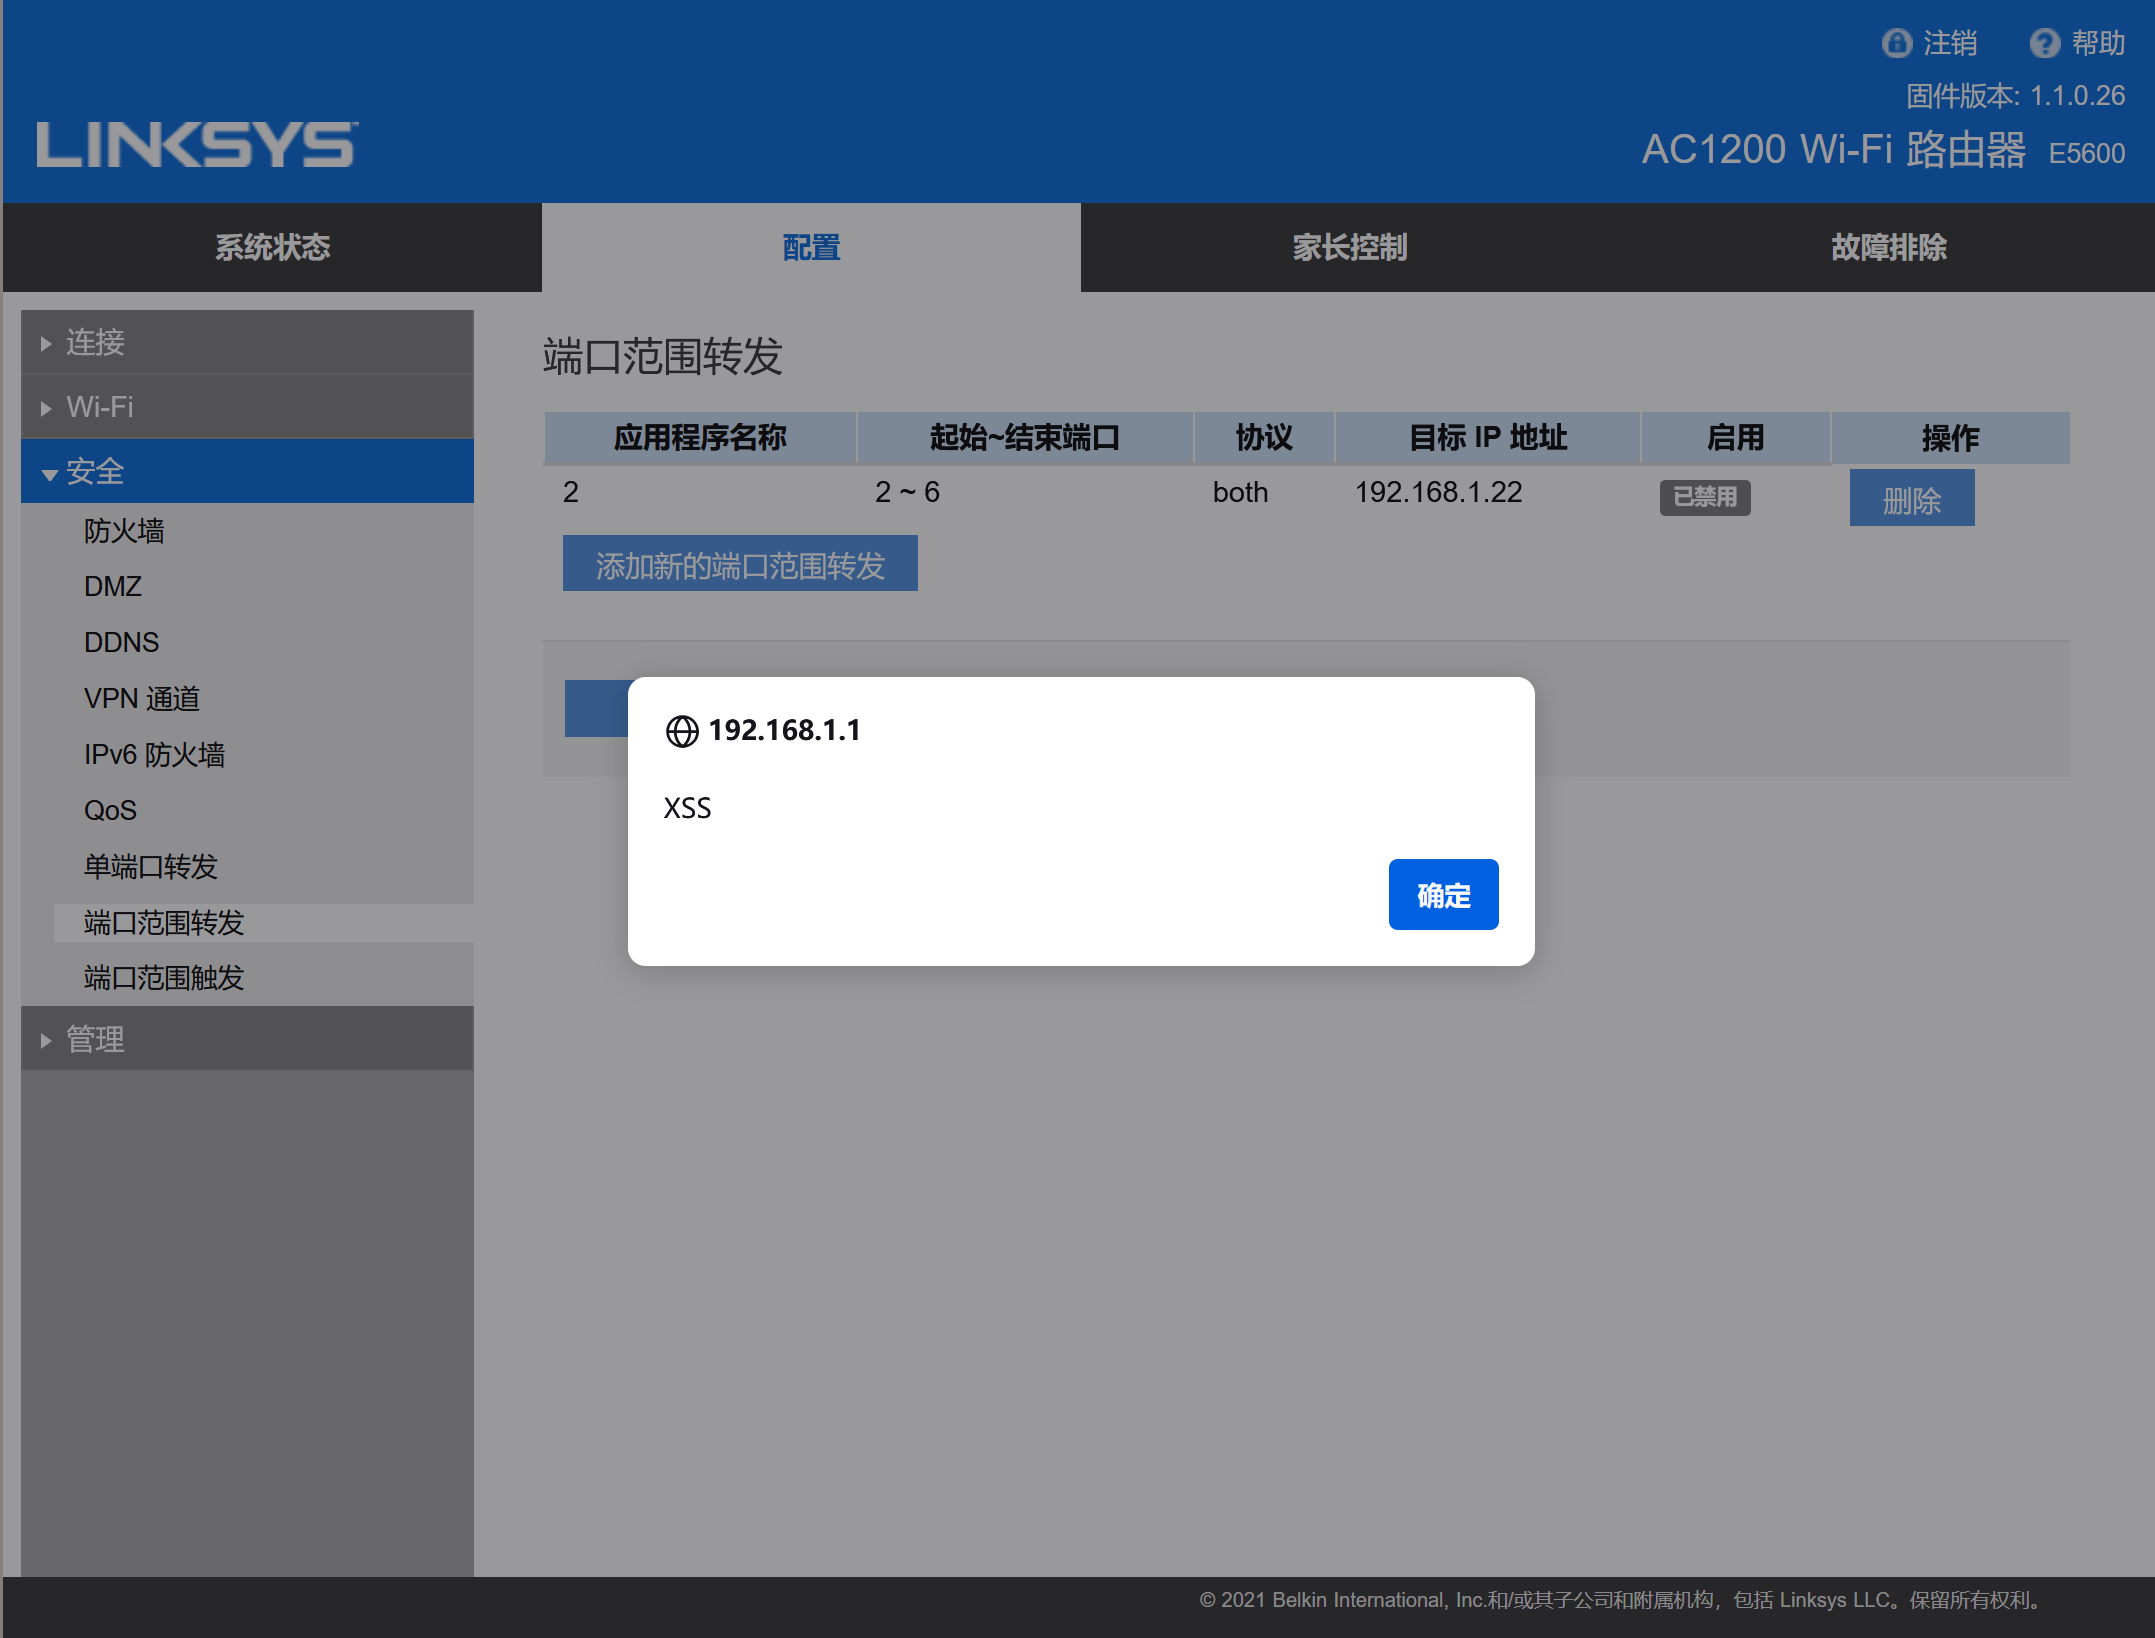 注销 帮助
固件版本: 1.1.0.26
LINKSYS
AC1200 Wi-Fi 路由器 E5600
系统状态 配置 家长控制 故障排除
连接
Wi-Fi
安全
防火墙
DMZ
DDNS
VPN 通道
IPv6 防火墙
QoS
单端口转发
端口范围转发
端口范围触发
管理
端口范围转发
应用程序名称 起始~结束端口 协议 目标 IP 地址 启用 操作
2 2 ~ 6 both 192.168.1.22 已禁用 删除
添加新的端口范围转发
192.168.1.1
XSS
确定
© 2021 Belkin International, Inc.和/或其子公司和附属机构，包括 Linksys LLC。保留所有权利。